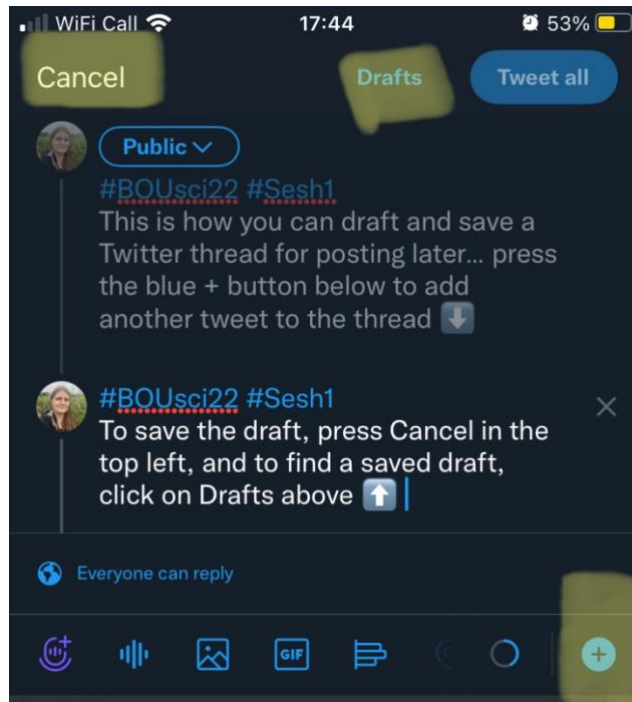 WiFi Call 17:44 53%
Cancel Drafts Tweet all
Public
#BOUsci22 #Sesh1
This is how you can draft and save a
Twitter thread for posting later... press
the blue + button below to add
another tweet to the thread ⬇️
#BOUsci22 #Sesh1
To save the draft, press Cancel in the
top left, and to find a saved draft,
click on Drafts above ⬆️
Everyone can reply
GIF